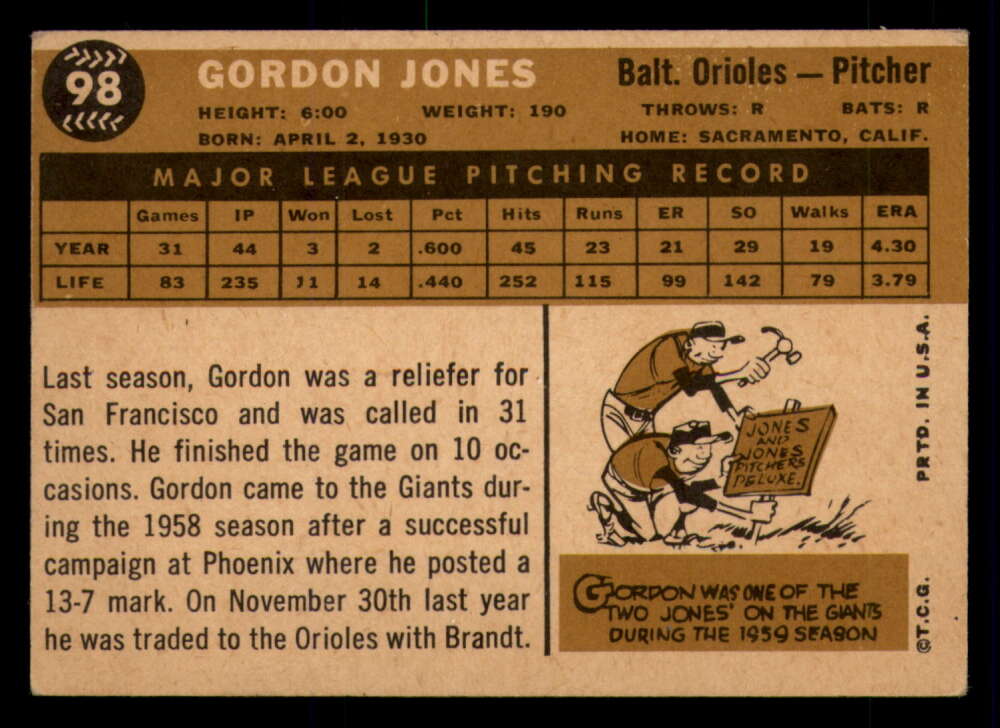 98
GORDON JONES
Balt. Orioles — Pitcher
HEIGHT: 6:00 WEIGHT: 190 THROWS: R BATS: R
BORN: APRIL 2, 1930 HOME: SACRAMENTO, CALIF.
MAJOR LEAGUE PITCHING RECORD
Games IP Won Lost Pct Hits Runs ER SO Walks ERA
YEAR 31 44 3 2 .600 45 23 21 29 19 4.30
LIFE 83 235 11 14 .440 252 115 99 142 79 3.79
Last season, Gordon was a reliefer for
San Francisco and was called in 31
times. He finished the game on 10 oc-
casions. Gordon came to the Giants dur-
ing the 1958 season after a successful
campaign at Phoenix where he posted a
13-7 mark. On November 30th last year
he was traded to the Orioles with Brandt.
JONES
AND
JONES
PITCHERS
DELUXE.
GORDON WAS ONE OF THE
TWO JONES' ON THE GIANTS
DURING THE 1959 SEASON
©T.C.G. PRTD. IN U.S.A.